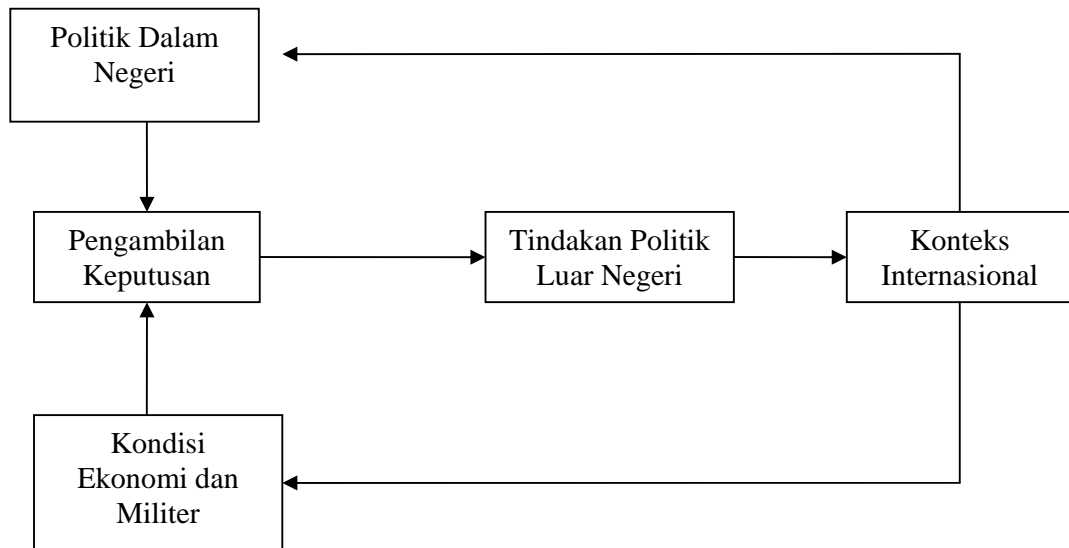 Politik Dalam
Negeri
Pengambilan
Keputusan
Tindakan Politik
Luar Negeri
Konteks
Internasional
Kondisi
Ekonomi dan
Militer